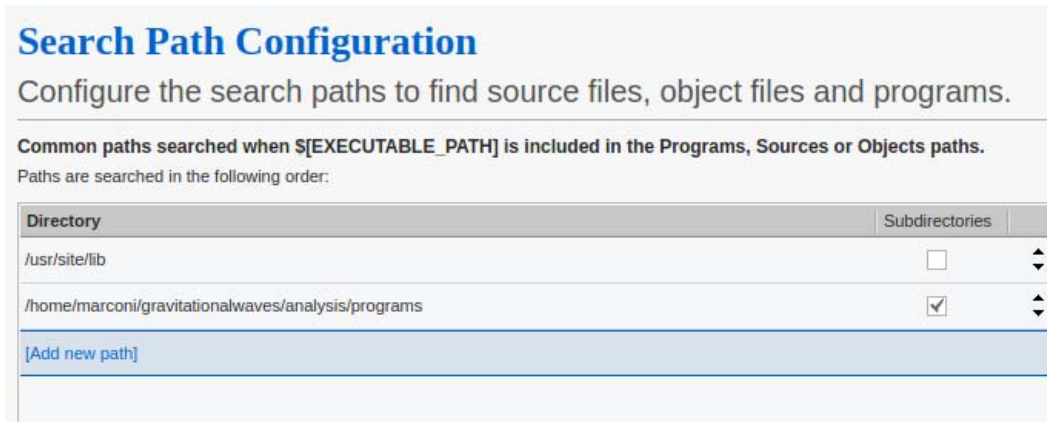 Search Path Configuration
Configure the search paths to find source files, object files and programs.
Common paths searched when $[EXECUTABLE_PATH] is included in the Programs, Sources or Objects paths.
Paths are searched in the following order:
Directory Subdirectories
/usr/site/lib
/home/marconi/gravitationalwaves/analysis/programs
[Add new path]